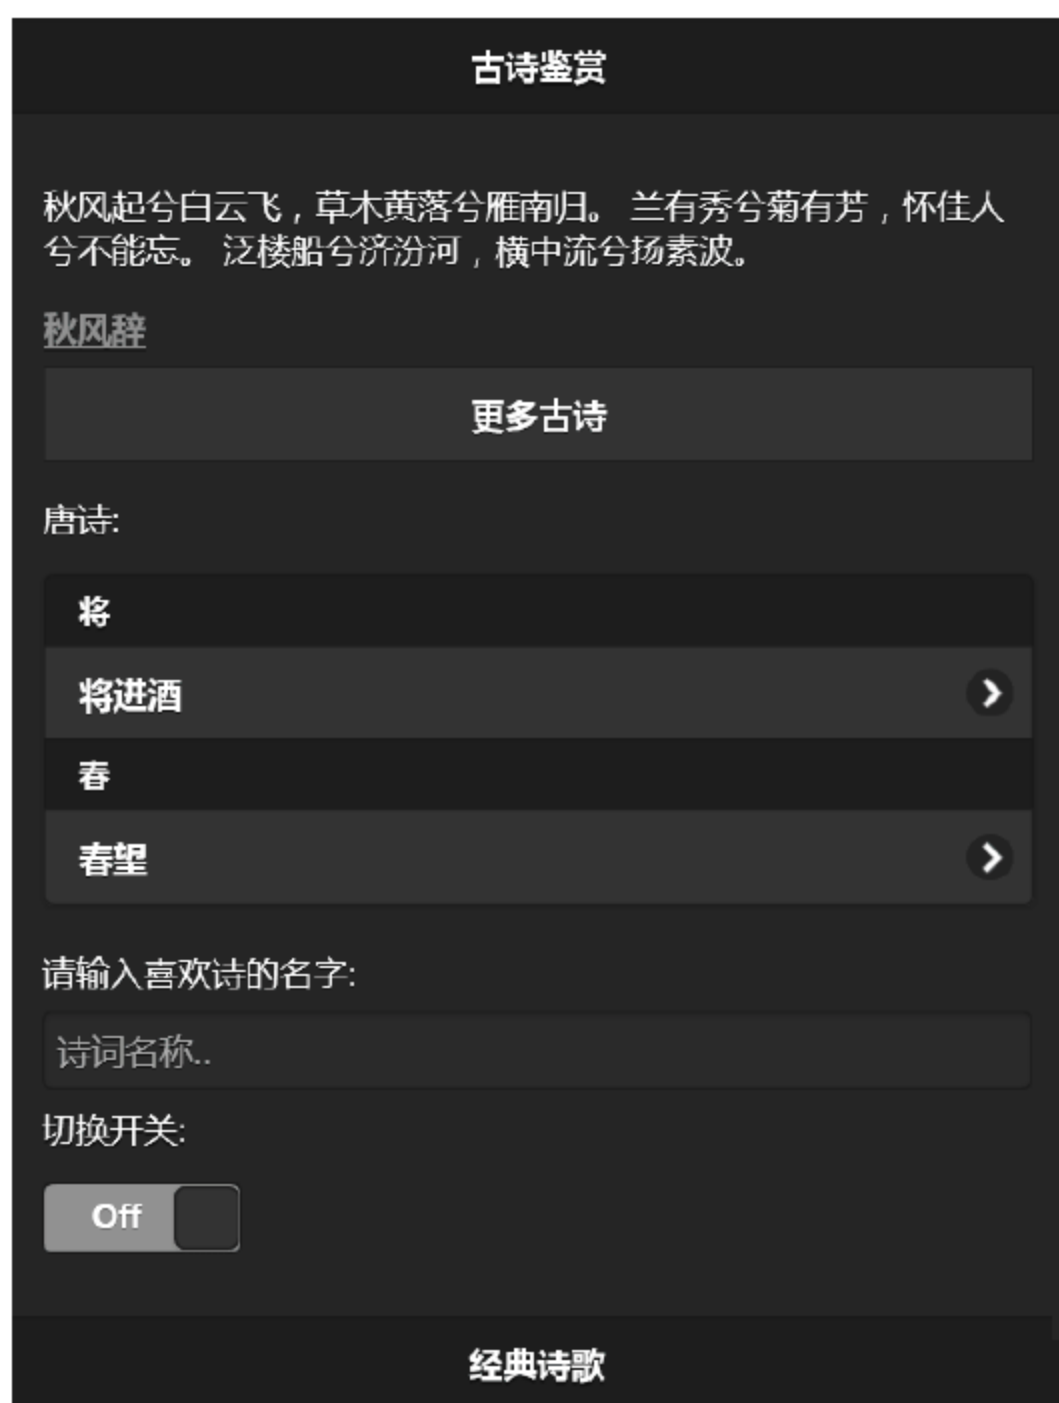 古诗鉴赏
秋风起兮白云飞，草木黄落兮雁南归。 兰有秀兮菊有芳，怀佳人
兮不能忘。 泛楼船兮济汾河，横中流兮扬素波。
秋风辞
更多古诗
唐诗:
将
将进酒
春
春望
请输入喜欢诗的名字:
诗词名称..
切换开关:
Off
经典诗歌